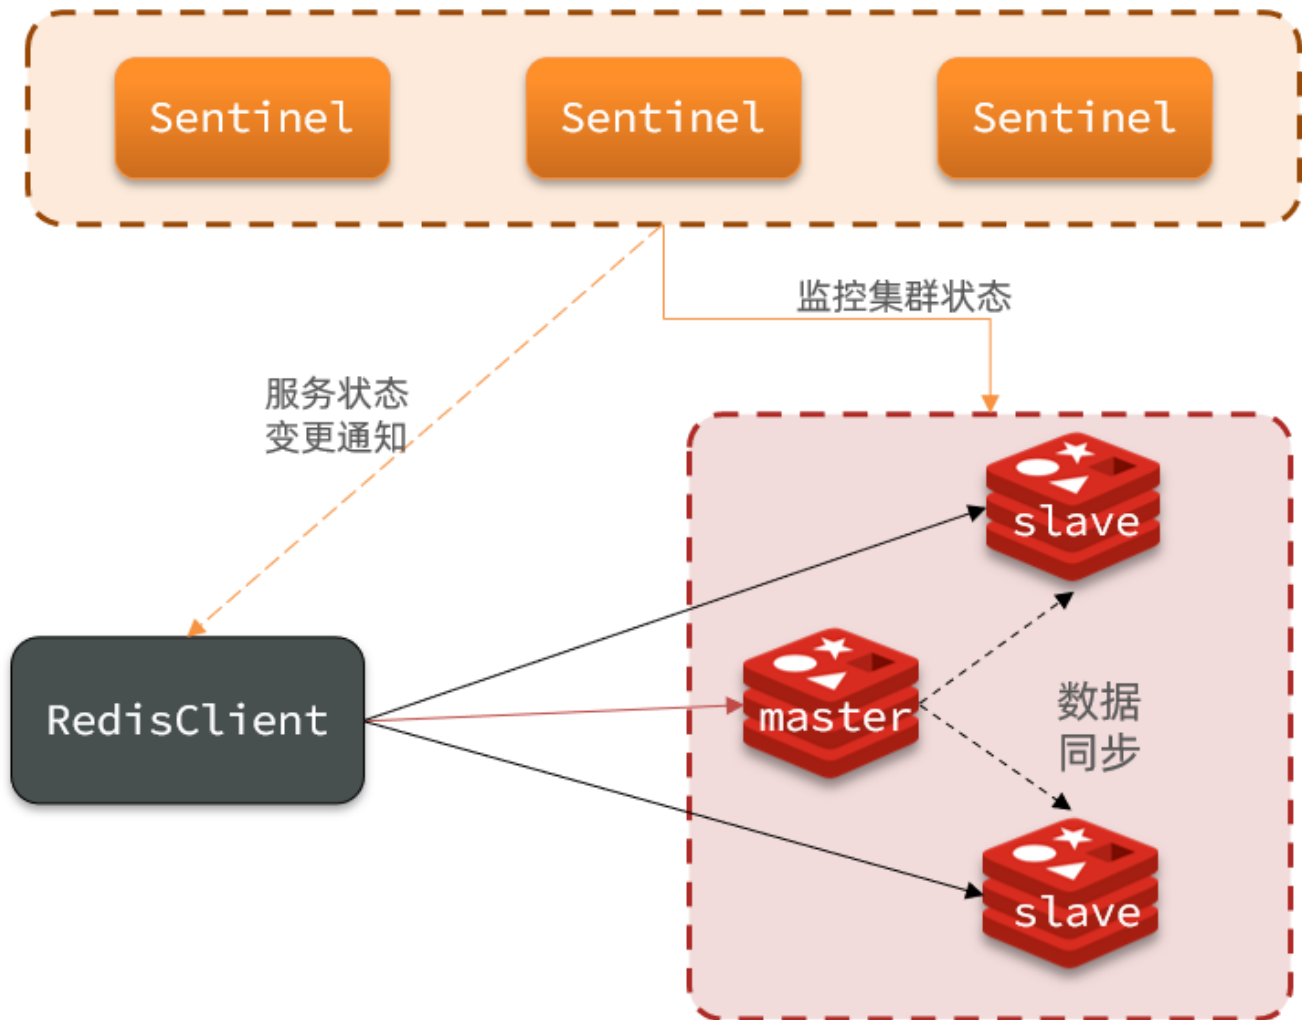 Sentinel
Sentinel
Sentinel
监控集群状态
服务状态
变更通知
slave
RedisClient
master
数据
同步
slave